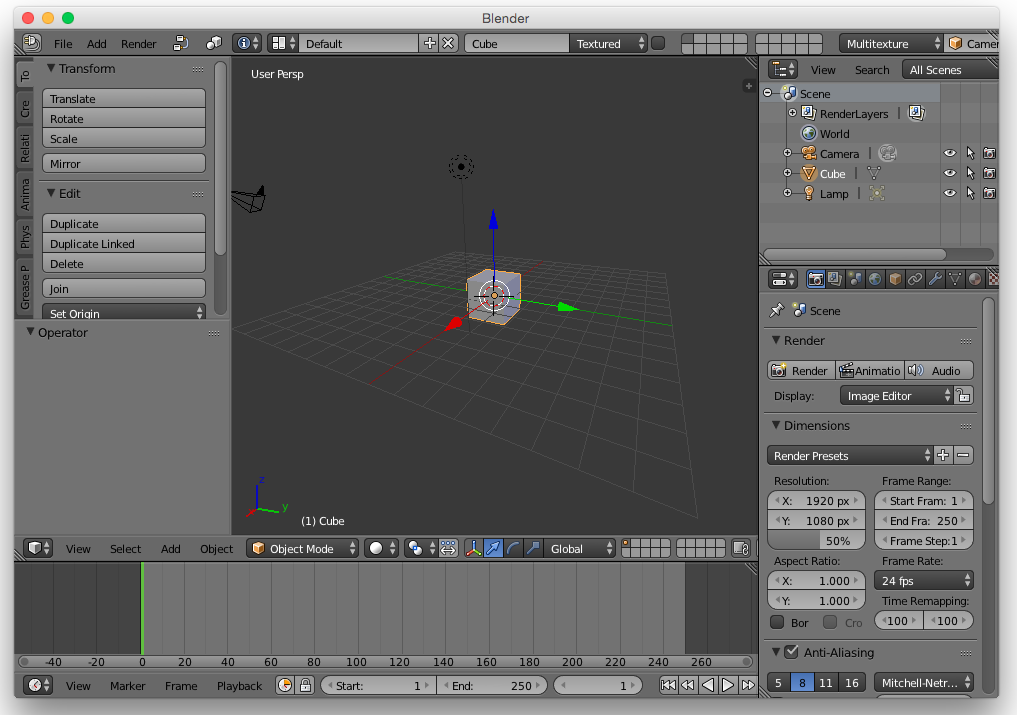 Blender
File Add Render Default Cube Textured Multitexture Camer
To
Cre
Relati
Anima
Phys
Grease P
Transform
Translate
Rotate
Scale
Mirror
Edit
Duplicate
Duplicate Linked
Delete
Join
Set Origin
Operator
User Persp
z
y
(1) Cube
View Search All Scenes
Scene
RenderLayers
World
Camera
Cube
Lamp
Scene
Render
Render Animatio Audio
Display: Image Editor
Dimensions
Render Presets
Resolution: Frame Range:
X: 1920 px Start Fram: 1
Y: 1080 px End Fra: 250
50% Frame Step:1
Aspect Ratio: Frame Rate:
X: 1.000 24 fps
Y: 1.000 Time Remapping:
Bor Cro 100 100
Anti-Aliasing
5 8 11 16 Mitchell-Netr...
View Select Add Object Object Mode Global
-40 -20 0 20 40 60 80 100 120 140 160 180 200 220 240 260
View Marker Frame Playback Start: 1 End: 250 1